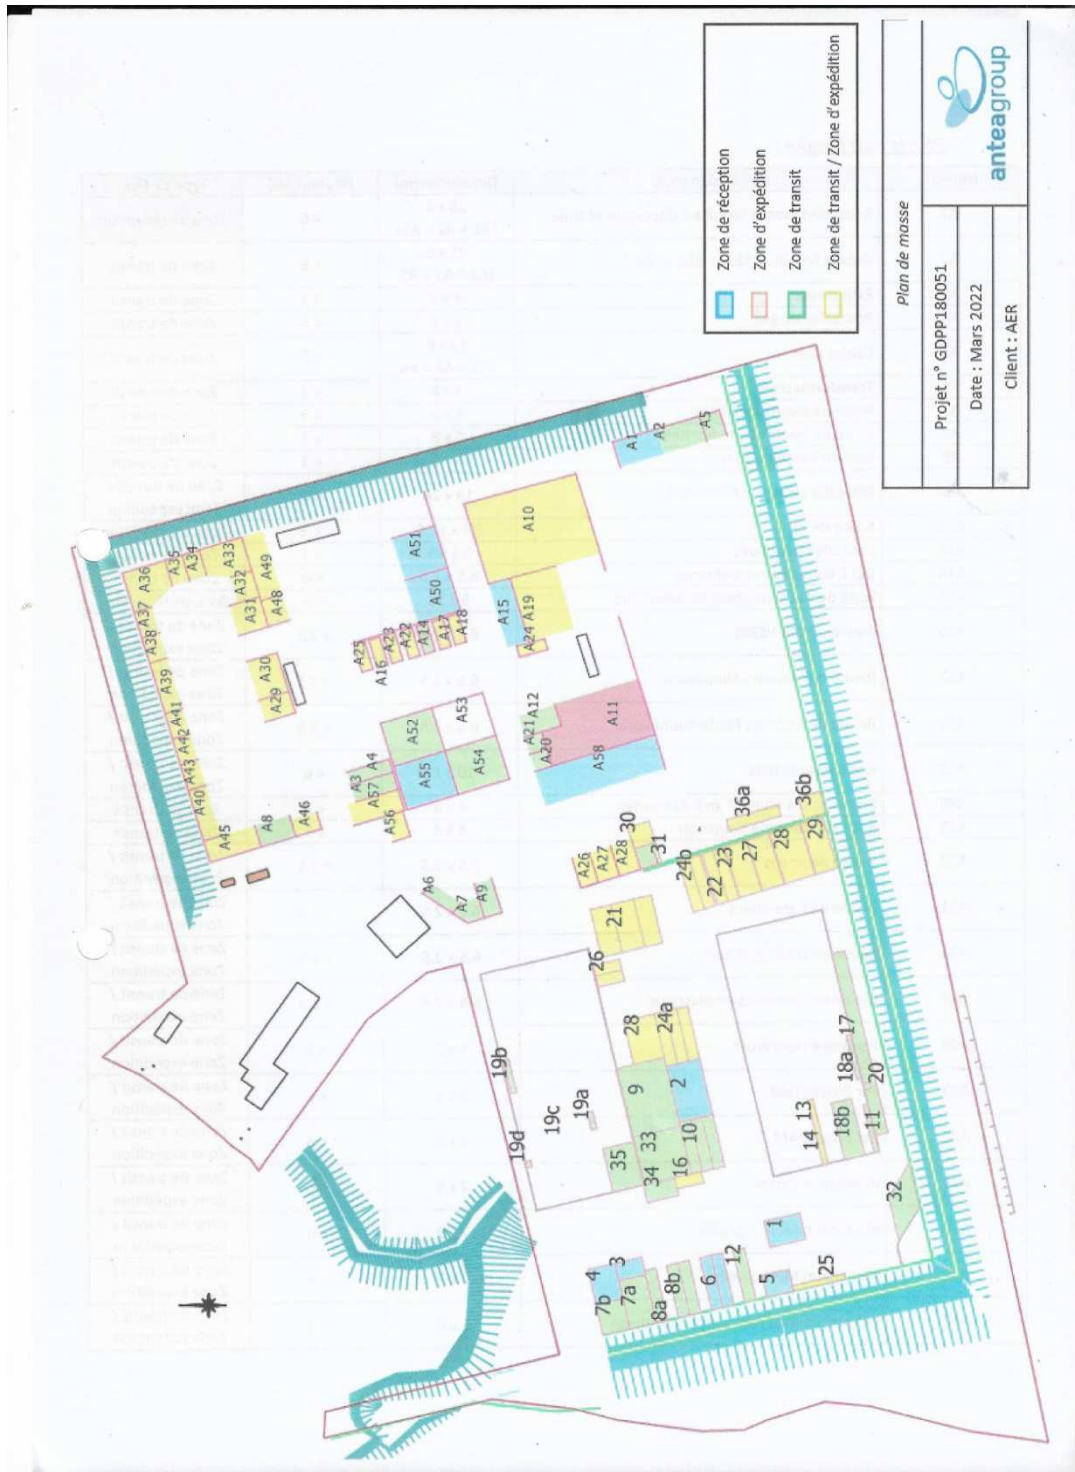 Zone de réception
Zone d'expédition
Zone de transit
Zone de transit / Zone d'expédition
Plan de masse
Projet n° GDPP180051
Date : Mars 2022
Client : AER
anteagroup
A36
A35
A34
A33
A37
A38
A39
A41
A42
A43
A40
A45
A8
A46
A32
A49
A31
A48
A30
A29
A25
A16
A23
A22
A14
A17
A18
A51
A50
A15
A19
A24
A10
A1
A2
A5
A52
A53
A55
A54
A4
A3
A57
A56
A12
A21
A20
A11
A58
A6
A7
A9
A26
A27
A28
30
31
36a
36b
24b
22
23
27
28
29
21
26
28
24a
9
2
19b
19c
19a
19d
35
33
34
10
16
17
18a
20
13
14
18b
11
32
1
4
3
7b
7a
8a
8b
6
12
5
25